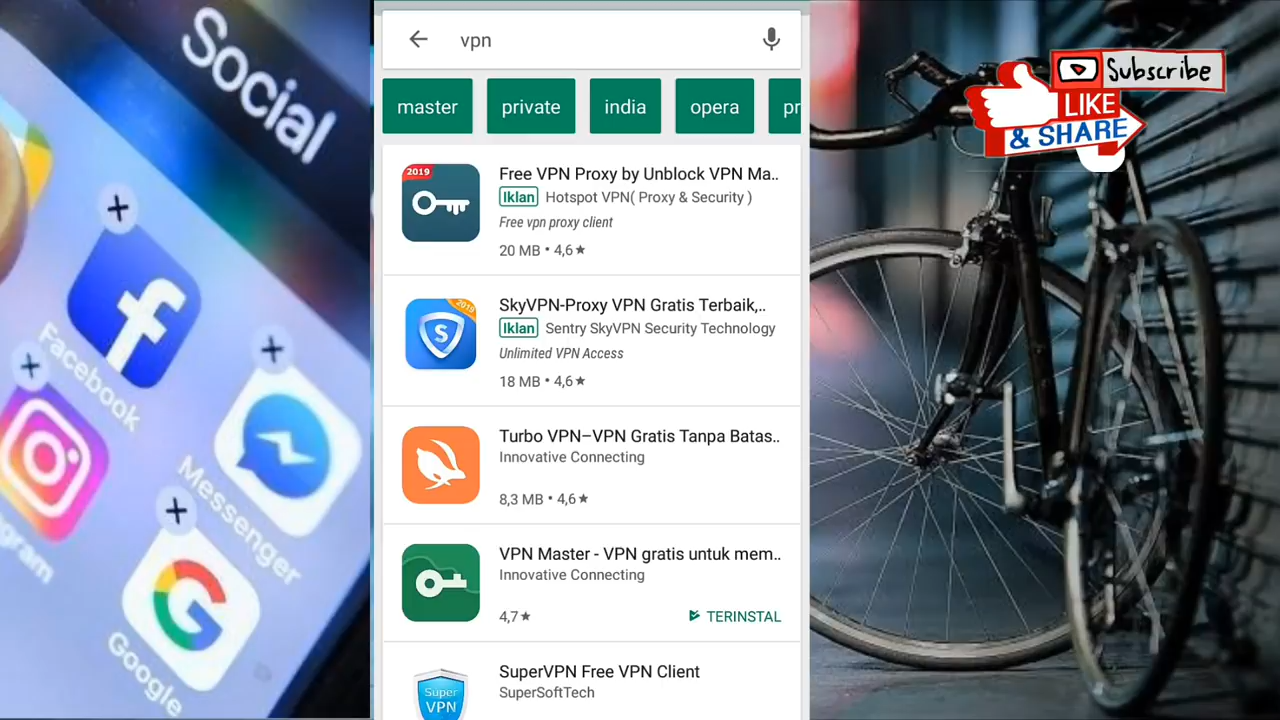 Social
Facebook
Messenger
gram
Google
vpn
master
private
india
opera
pr
2019
Free VPN Proxy by Unblock VPN Ma..
Iklan Hotspot VPN( Proxy & Security )
Free vpn proxy client
20 MB • 4,6★
2019
S
SkyVPN-Proxy VPN Gratis Terbaik,..
Iklan Sentry SkyVPN Security Technology
Unlimited VPN Access
18 MB • 4,6★
Turbo VPN–VPN Gratis Tanpa Batas..
Innovative Connecting
8,3 MB • 4,6★
VPN Master - VPN gratis untuk mem..
Innovative Connecting
4,7★
TERINSTAL
Super
VPN
SuperVPN Free VPN Client
SuperSoftTech
Subscribe
LIKE
& SHARE